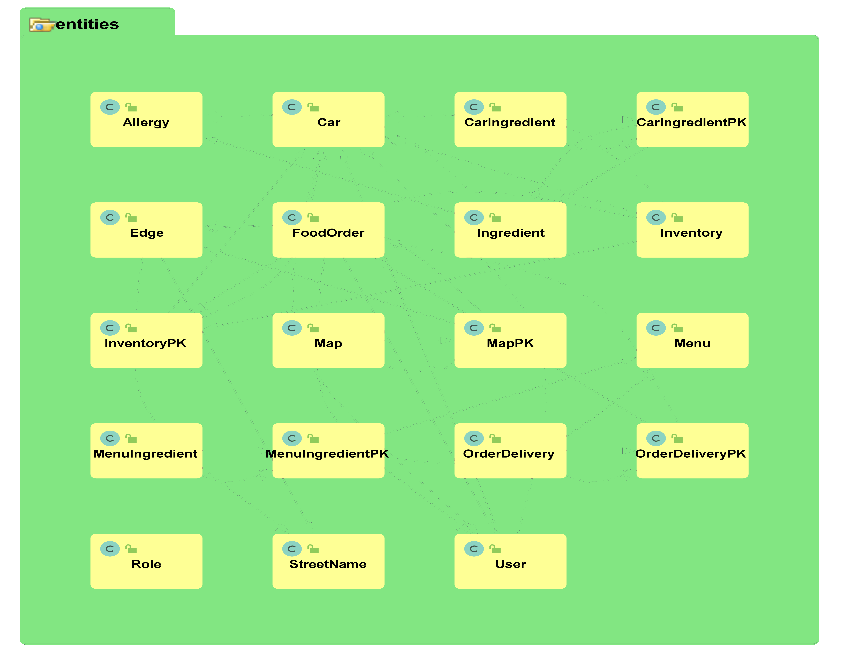 entities
Allergy
Car
CarIngredient
CarIngredientPK
Edge
FoodOrder
Ingredient
Inventory
InventoryPK
Map
MapPK
Menu
MenuIngredient
MenuIngredientPK
OrderDelivery
OrderDeliveryPK
Role
StreetName
User